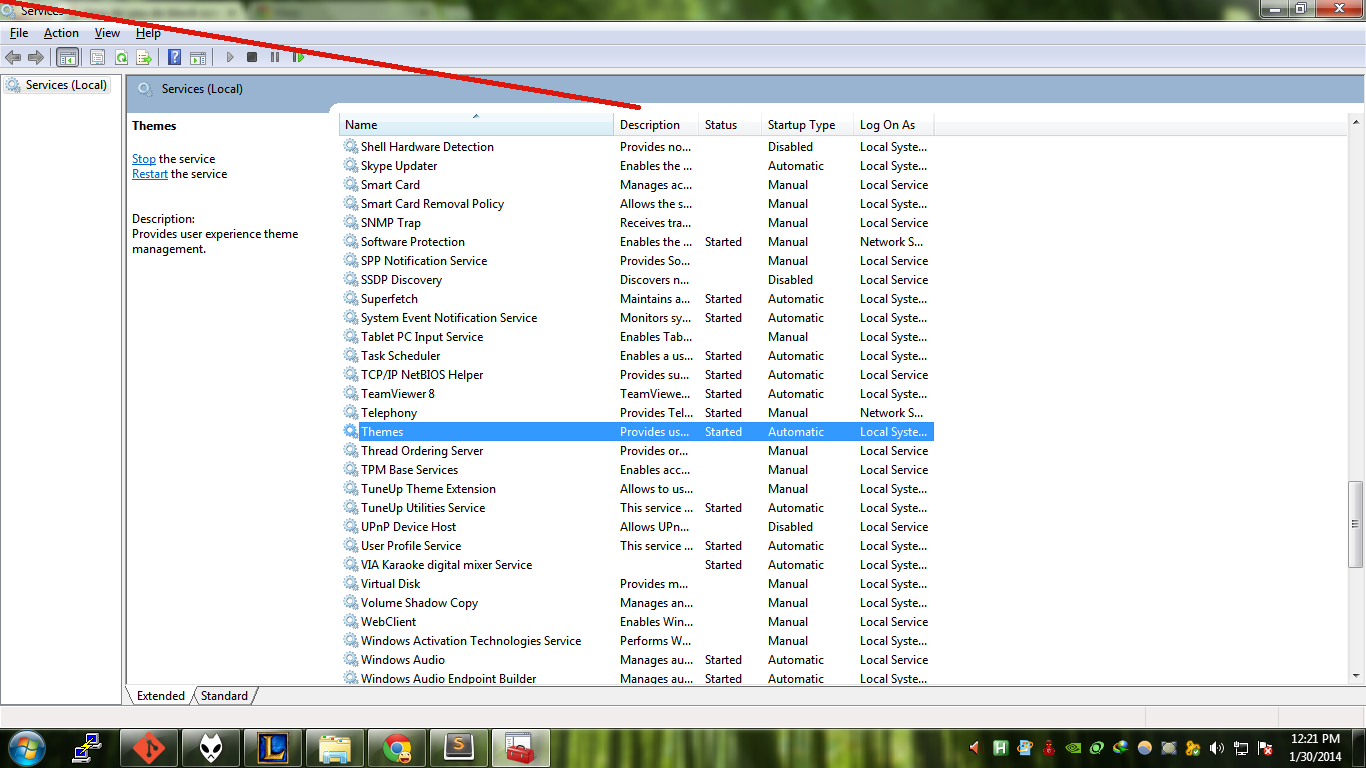 Services
File Action View Help
Services (Local)
Services (Local)
Themes
Stop the service
Restart the service
Description:
Provides user experience theme
management.
Name Description Status Startup Type Log On As
Shell Hardware Detection Provides no... Disabled Local Syste...
Skype Updater Enables the ... Automatic Local Syste...
Smart Card Manages ac... Manual Local Service
Smart Card Removal Policy Allows the s... Manual Local Syste...
SNMP Trap Receives tra... Manual Local Service
Software Protection Enables the ... Started Manual Network S...
SPP Notification Service Provides So... Manual Local Service
SSDP Discovery Discovers n... Disabled Local Service
Superfetch Maintains a... Started Automatic Local Syste...
System Event Notification Service Monitors sy... Started Automatic Local Syste...
Tablet PC Input Service Enables Tab... Manual Local Syste...
Task Scheduler Enables a us... Started Automatic Local Syste...
TCP/IP NetBIOS Helper Provides su... Started Automatic Local Service
TeamViewer 8 TeamViewe... Started Automatic Local Syste...
Telephony Provides Tel... Started Manual Network S...
Themes Provides us... Started Automatic Local Syste...
Thread Ordering Server Provides or... Manual Local Service
TPM Base Services Enables acc... Manual Local Service
TuneUp Theme Extension Allows to us... Manual Local Syste...
TuneUp Utilities Service This service ... Started Automatic Local Syste...
UPnP Device Host Allows UPn... Disabled Local Service
User Profile Service This service ... Started Automatic Local Syste...
VIA Karaoke digital mixer Service Started Automatic Local Syste...
Virtual Disk Provides m... Manual Local Syste...
Volume Shadow Copy Manages an... Manual Local Syste...
WebClient Enables Win... Manual Local Service
Windows Activation Technologies Service Performs W... Manual Local Syste...
Windows Audio Manages au... Started Automatic Local Service
Windows Audio Endpoint Builder Manages au... Started Automatic Local Syste...
Extended Standard
12:21 PM
1/30/2014